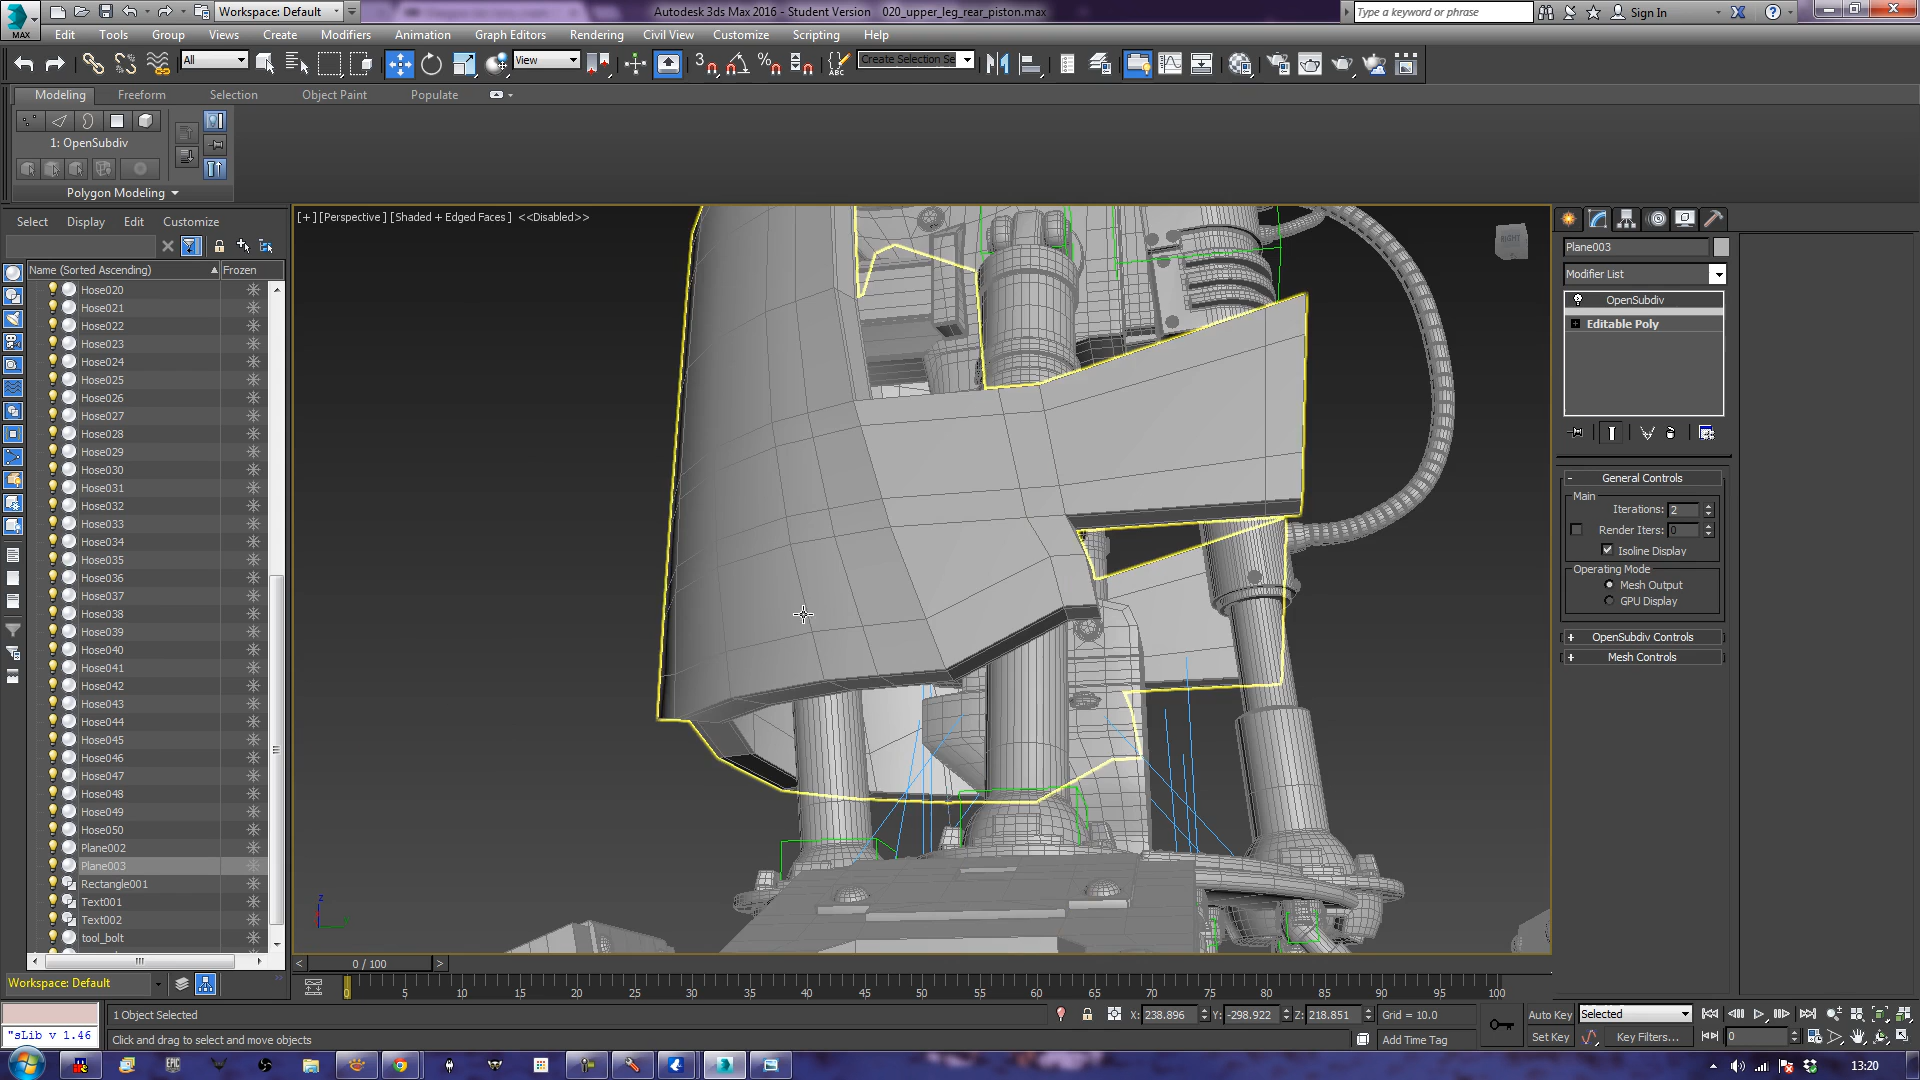 Workspace: Default
Autodesk 3ds Max 2016 - Student Version 020_upper_leg_rear_piston.max
Type a keyword or phrase
Sign In
MAX
Edit Tools Group Views Create Modifiers Animation Graph Editors Rendering Civil View Customize Scripting Help
All
View
Create Selection Se
Modeling Freeform Selection Object Paint Populate
1: OpenSubdiv
Polygon Modeling
Select Display Edit Customize
[+] [Perspective] [Shaded + Edged Faces] <<Disabled>>
RIGHT
Name (Sorted Ascending) Frozen
Hose020
Hose021
Hose022
Hose023
Hose024
Hose025
Hose026
Hose027
Hose028
Hose029
Hose030
Hose031
Hose032
Hose033
Hose034
Hose035
Hose036
Hose037
Hose038
Hose039
Hose040
Hose041
Hose042
Hose043
Hose044
Hose045
Hose046
Hose047
Hose048
Hose049
Hose050
Plane002
Plane003
Rectangle001
Text001
Text002
tool_bolt
Plane003
Modifier List
OpenSubdiv
Editable Poly
- General Controls
Main
Iterations: 2
Render Iters: 0
Isoline Display
Operating Mode
Mesh Output
GPU Display
+ OpenSubdiv Controls
+ Mesh Controls
z
< 0 / 100 >
Workspace: Default
0 5 10 15 20 25 30 35 40 45 50 55 60 65 70 75 80 85 90 95 100
1 Object Selected
X: 238.896 Y: -298.922 Z: 218.851 Grid = 10.0
Auto Key Selected
"sLib v 1.46
Click and drag to select and move objects
Add Time Tag
Set Key Key Filters... 0
EPIC
13:20